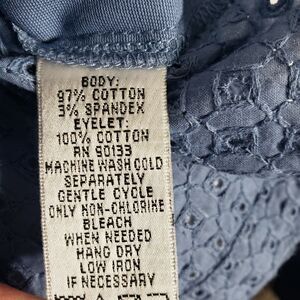 BODY:
97% COTTON
3% SPANDEX
EYELET:
100% COTTON
RN 90133
MACHINE WASH COLD
SEPARATELY
GENTLE CYCLE
ONLY NON-CHLORINE
BLEACH
WHEN NEEDED
HANG DRY
LOW IRON
IF NECESSARY